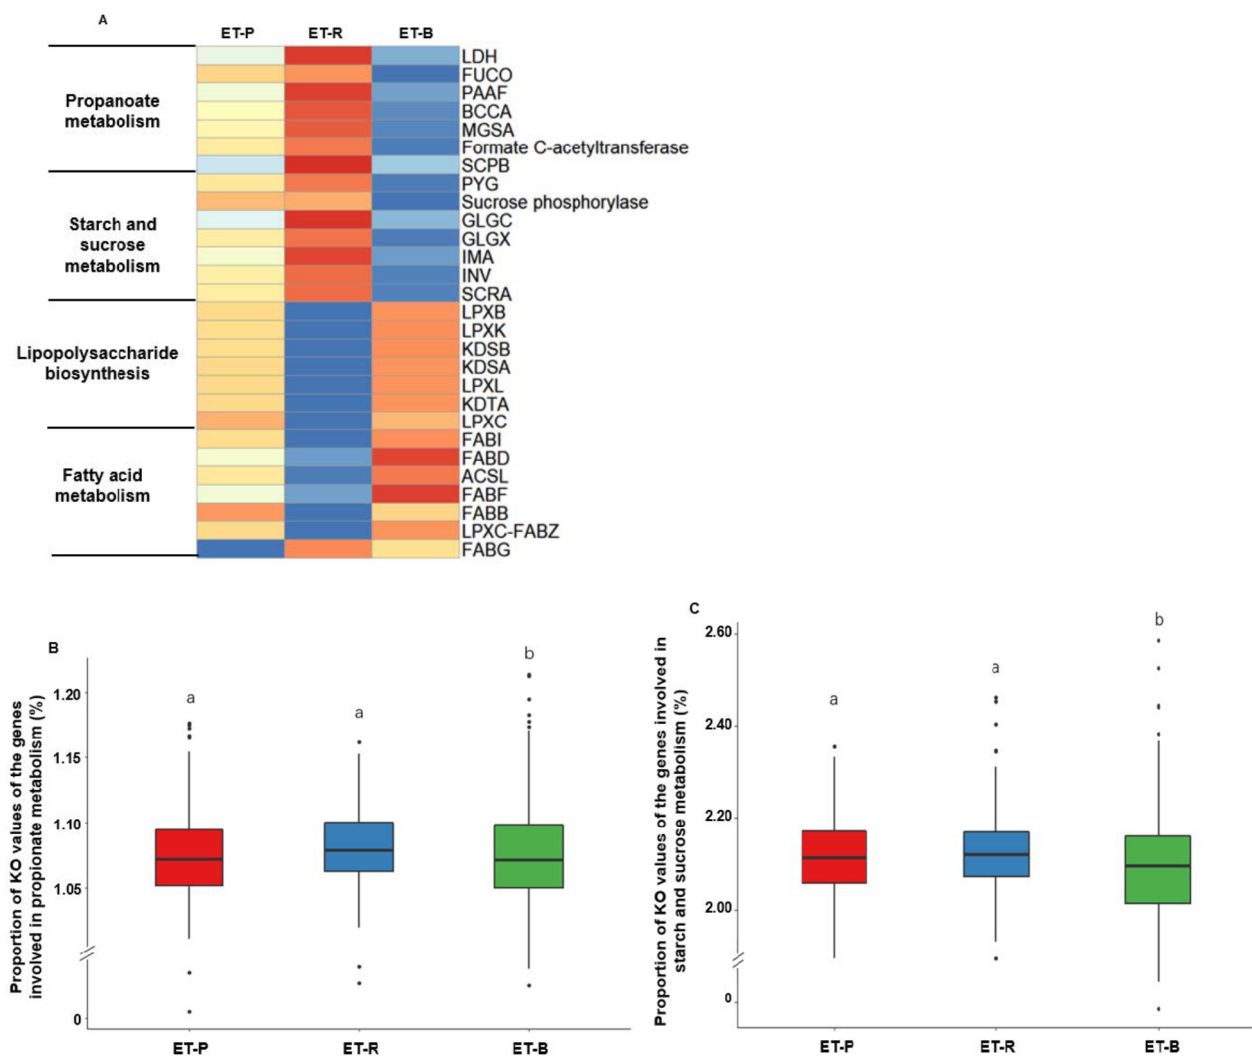 A
ET-P ET-R ET-B
Propanoate
metabolism
Starch and
sucrose
metabolism
Lipopolysaccharide
biosynthesis
Fatty acid
metabolism
LDH
FUCO
PAAF
BCCA
MGSA
Formate C-acetyltransferase
SCPB
PYG
Sucrose phosphorylase
GLGC
GLGX
IMA
INV
SCRA
LPXB
LPXK
KDSB
KDSA
LPXL
KDTA
LPXC
FABI
FABD
ACSL
FABF
FABB
LPXC-FABZ
FABG
B
Proportion of KO values of the genes
involved in propionate metabolism (%)
1.20
1.15
1.10
1.05
0
a
a
b
ET-P ET-R ET-B
C
Proportion of KO values of the genes involved in
starch and sucrose metabolism (%)
2.60
2.40
2.20
2.00
0
a
a
b
ET-P ET-R ET-B